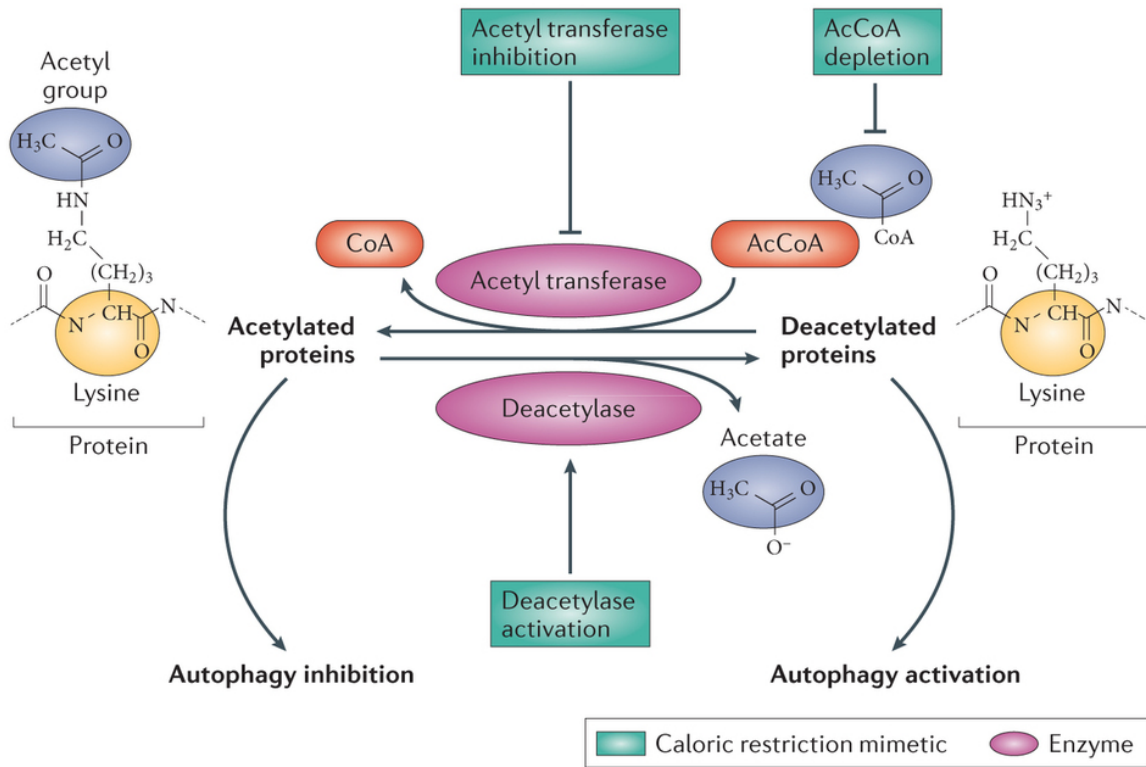 Acetyl transferase
inhibition
AcCoA
depletion
Acetyl
group
H₃C
O
HN
H₂C
(CH₂)₃
O
N
CH
N
O
Lysine
Protein
CoA
Acetyl transferase
AcCoA
H₃C
O
CoA
HN₃⁺
H₂C
(CH₂)₃
O
N
CH
N
O
Lysine
Protein
Acetylated
proteins
Deacetylated
proteins
Deacetylase
Acetate
H₃C
O
O⁻
Deacetylase
activation
Autophagy inhibition
Autophagy activation
Caloric restriction mimetic
Enzyme